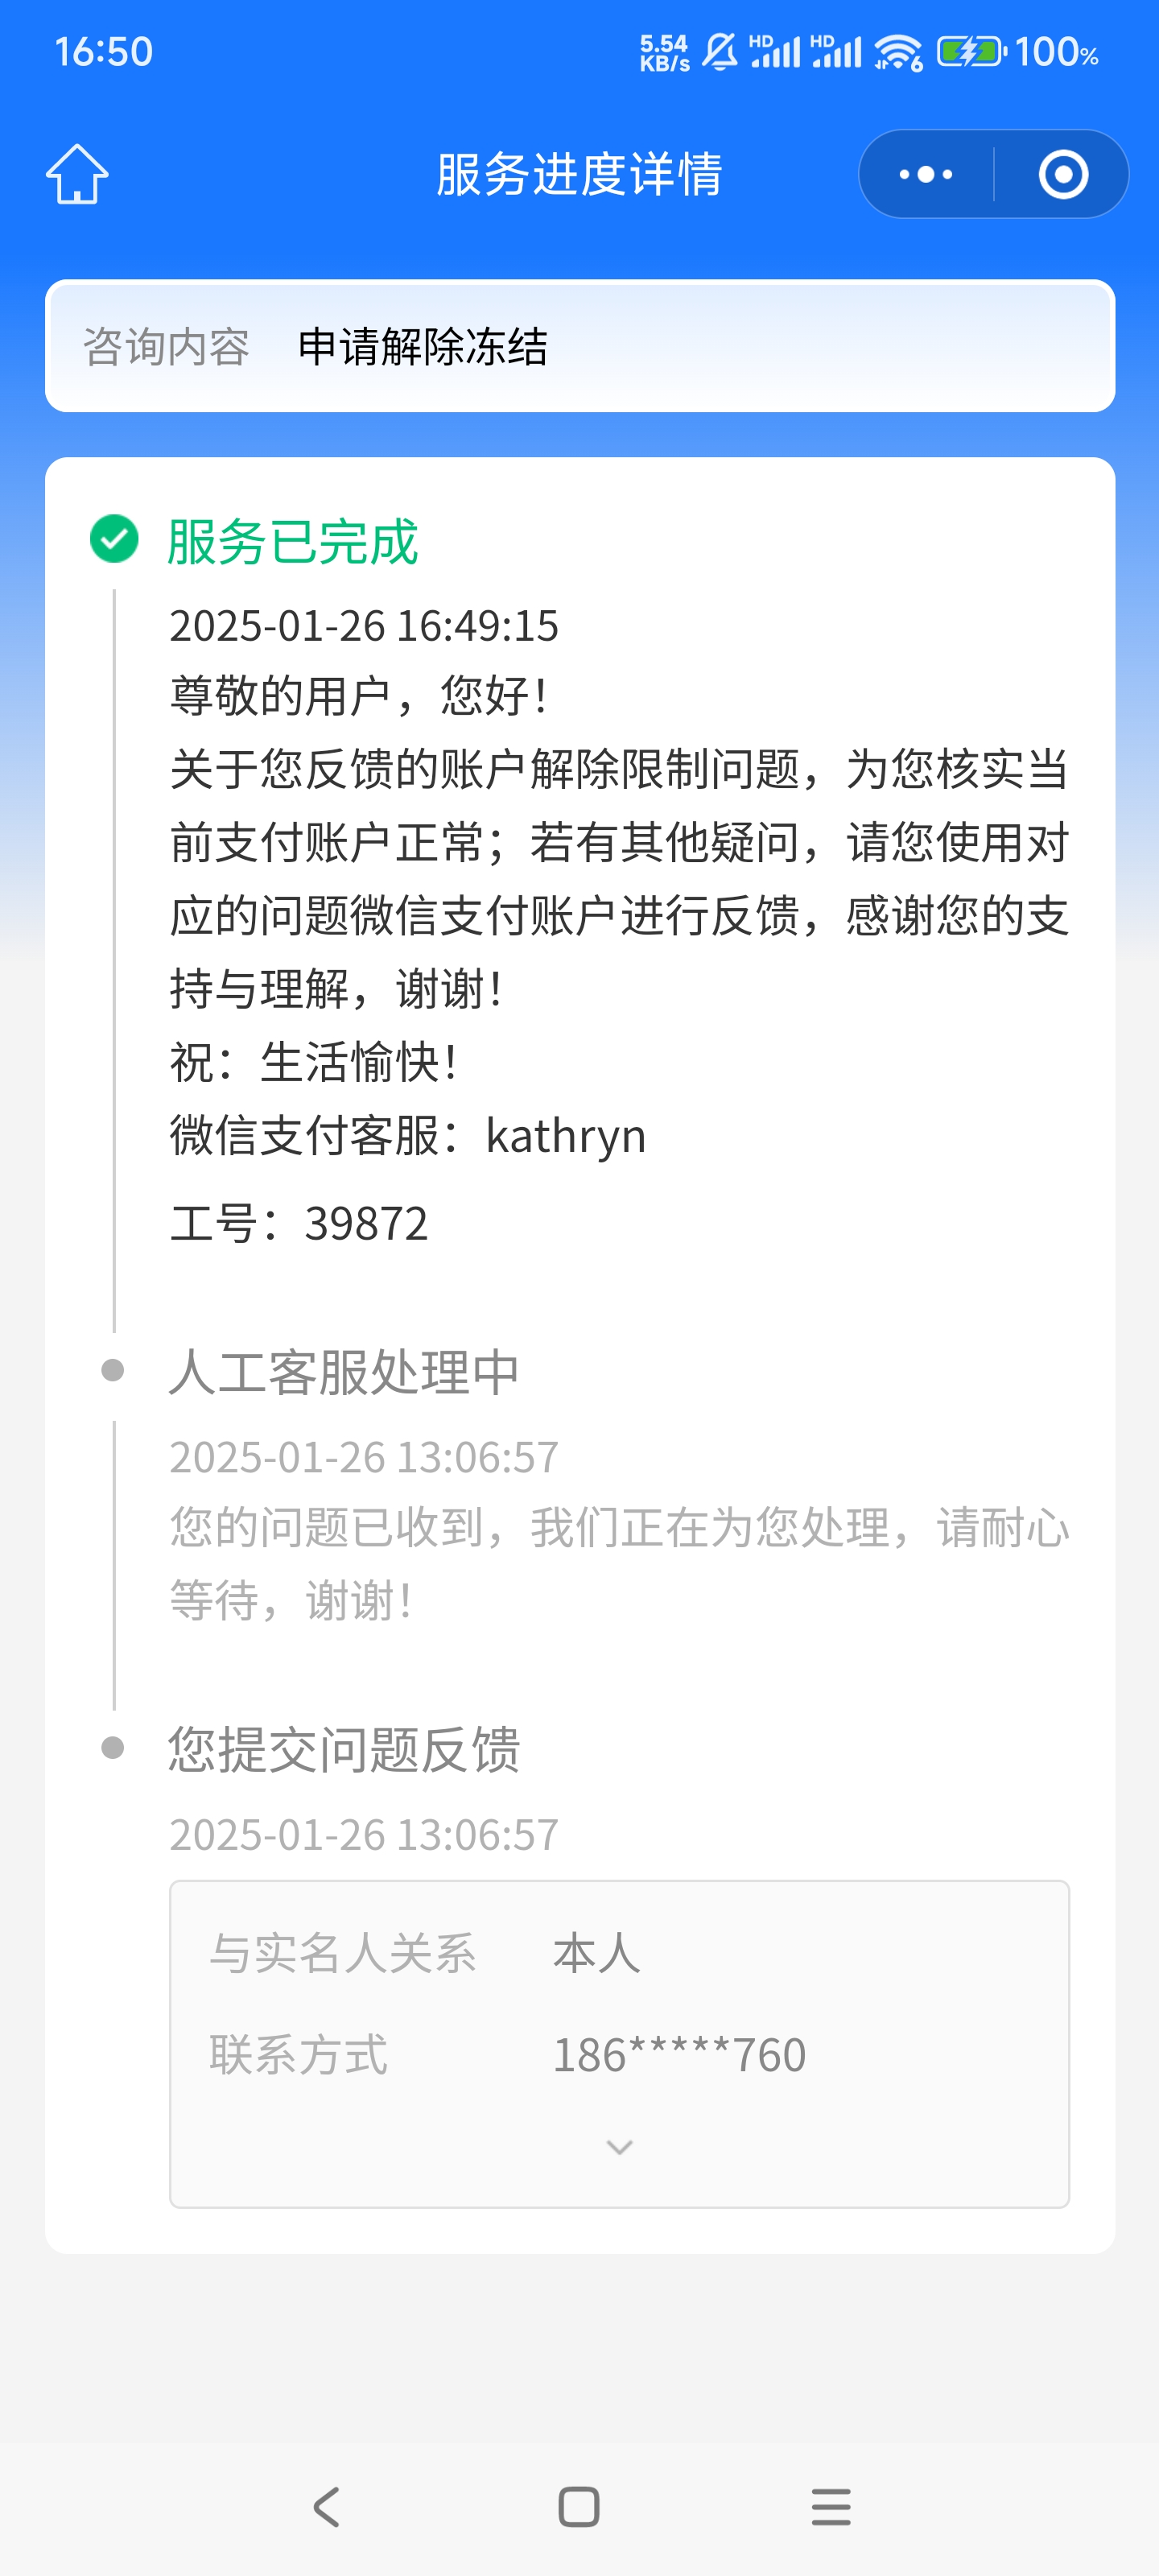 16:50
5.54
KB/s
HD
HD
6
100%
服务进度详情
咨询内容 申请解除冻结
服务已完成
2025-01-26 16:49:15
尊敬的用户，您好！
关于您反馈的账户解除限制问题，为您核实当
前支付账户正常；若有其他疑问，请您使用对
应的问题微信支付账户进行反馈，感谢您的支
持与理解，谢谢！
祝：生活愉快！
微信支付客服：kathryn
工号：39872
人工客服处理中
2025-01-26 13:06:57
您的问题已收到，我们正在为您处理，请耐心
等待，谢谢！
您提交问题反馈
2025-01-26 13:06:57
与实名人关系 本人
联系方式 186*****760